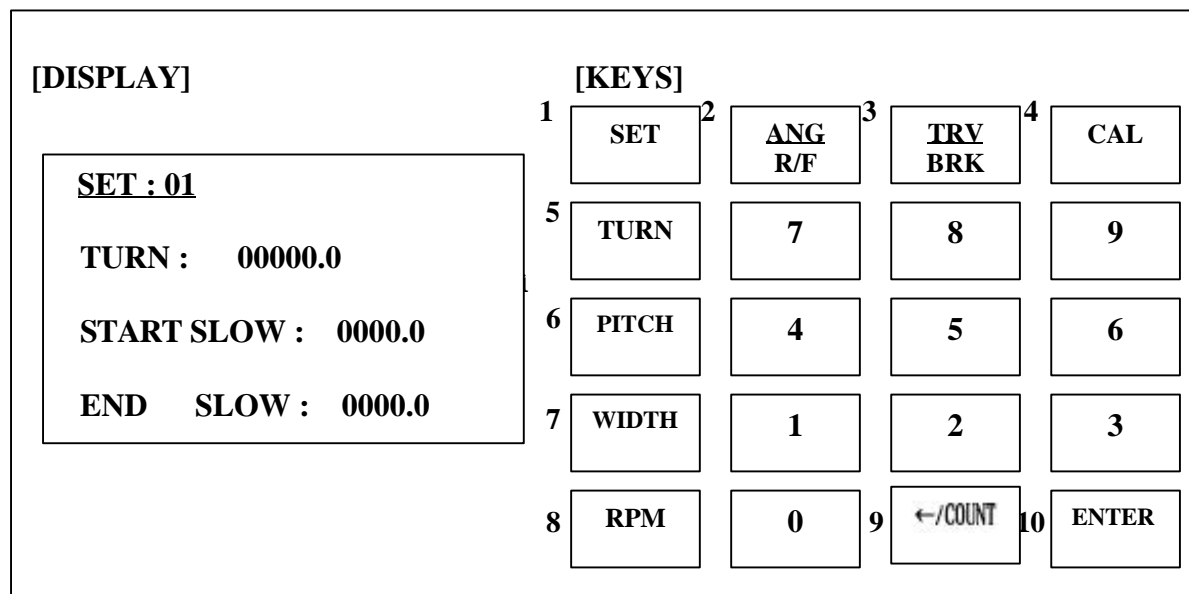 [DISPLAY]
SET : 01
TURN : 00000.0
START SLOW : 0000.0
END SLOW : 0000.0
[KEYS]
1 SET 2 ANG R/F 3 TRV BRK 4 CAL
5 TURN 7 8 9
6 PITCH 4 5 6
7 WIDTH 1 2 3
8 RPM 0 9 ←/COUNT 10 ENTER